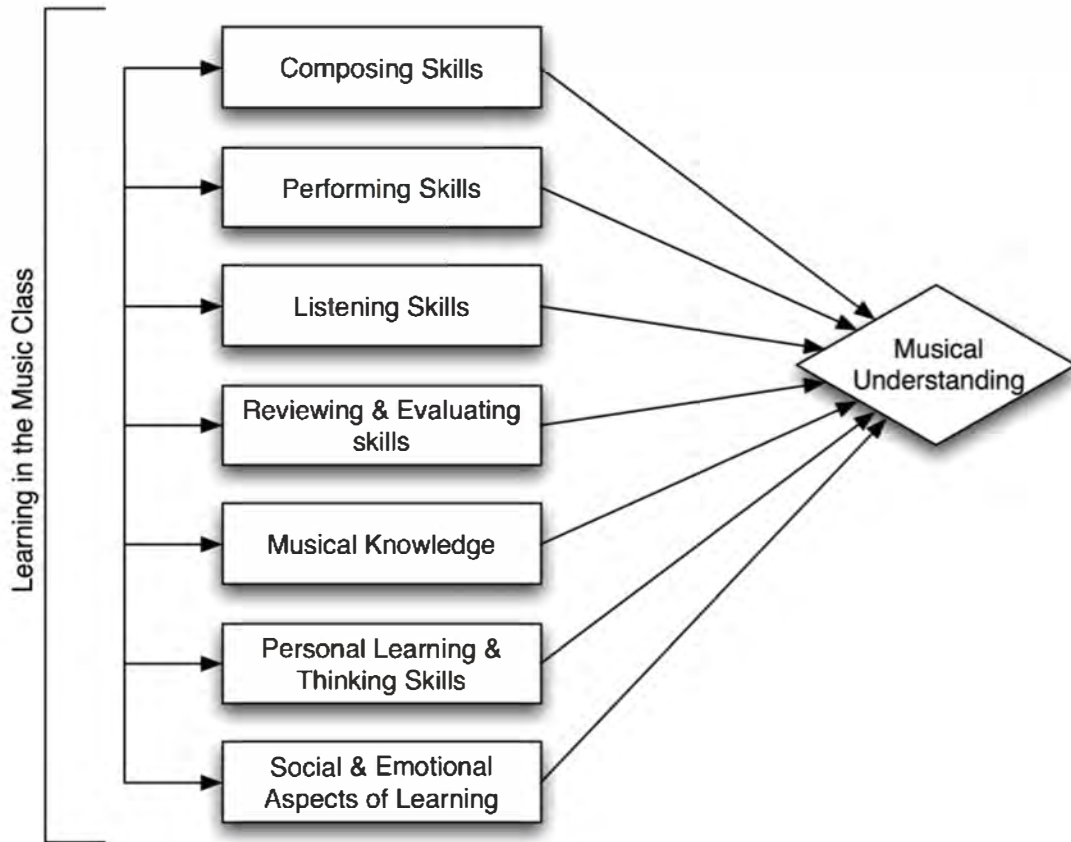 Learning in the Music Class
Composing Skills
Performing Skills
Listening Skills
Reviewing & Evaluating
skills
Musical Knowledge
Personal Learning &
Thinking Skills
Social & Emotional
Aspects of Learning
Musical
Understanding